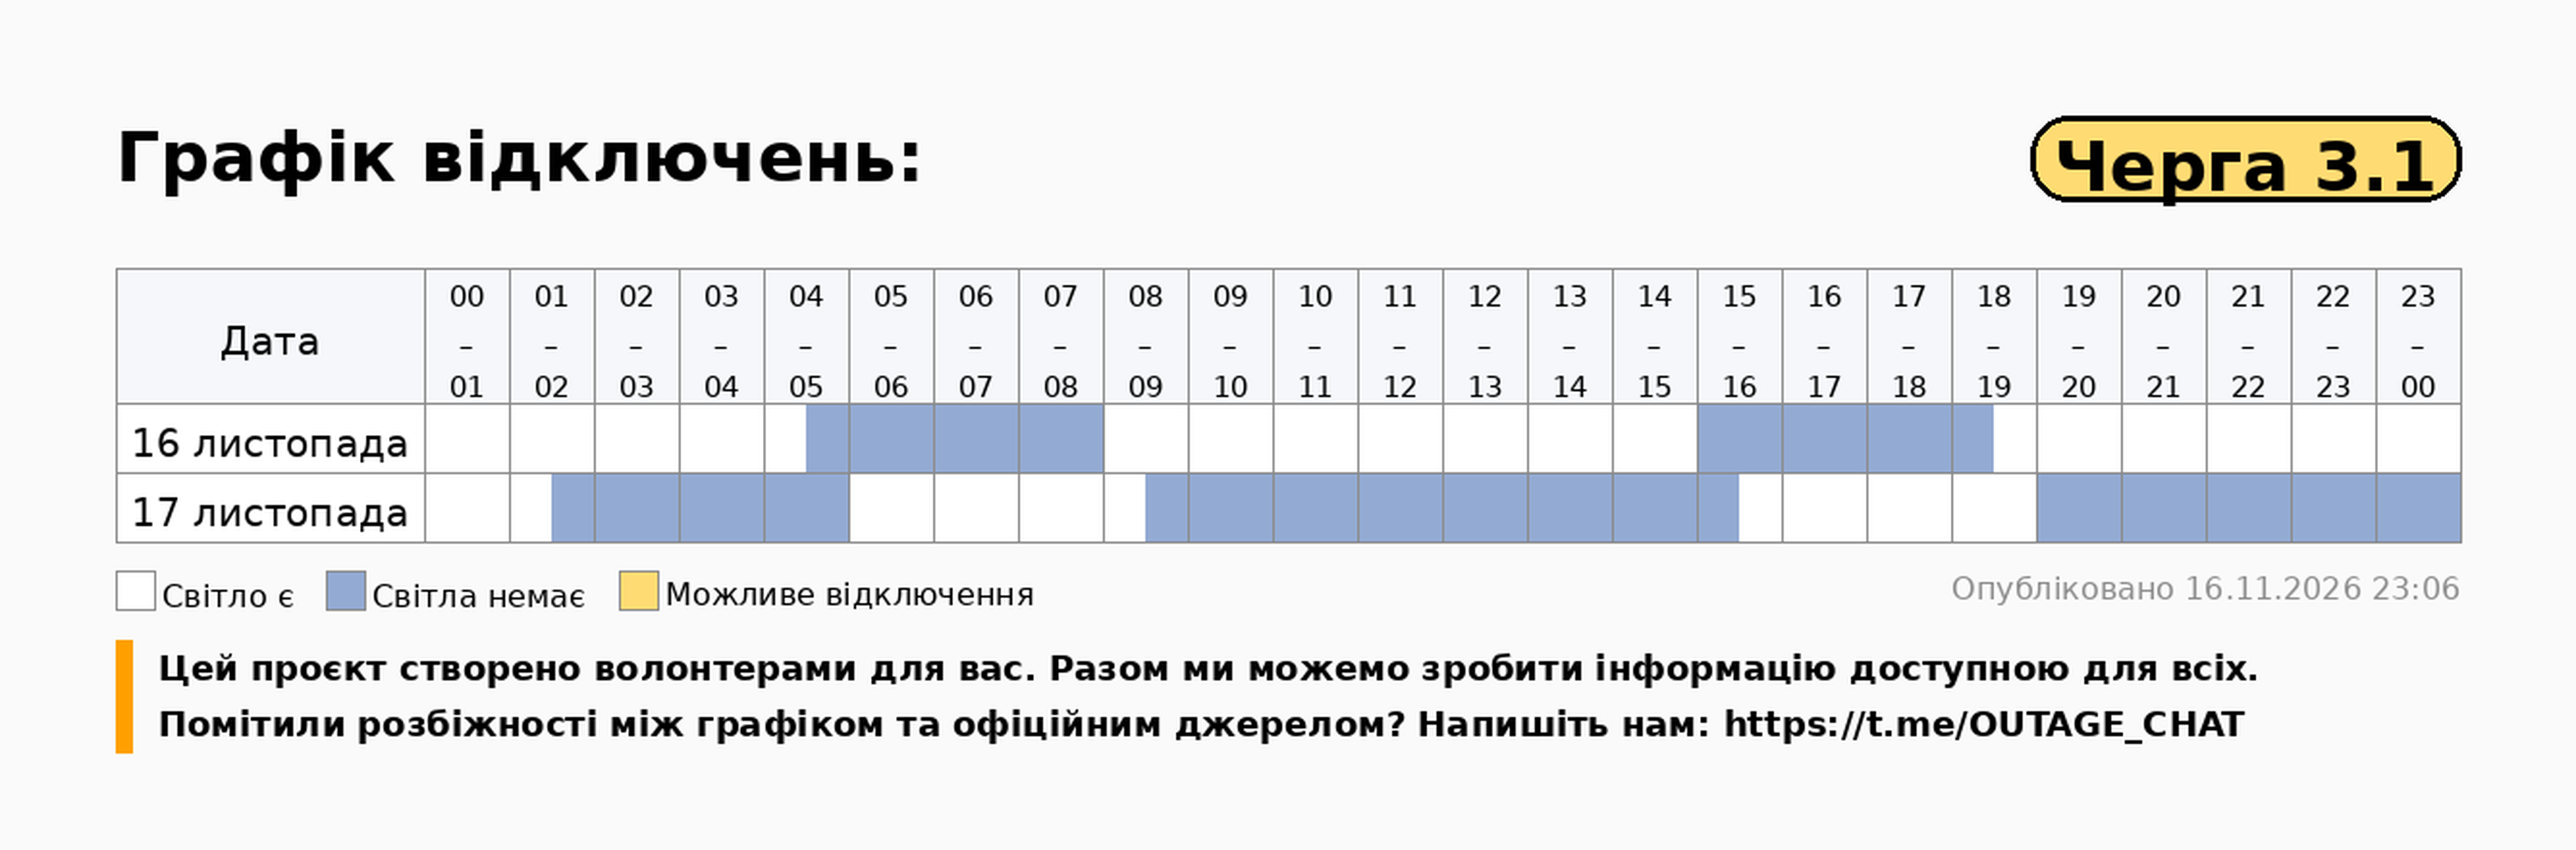 Графік відключень:
Черга 3.1
Дата
00 – 01
01 – 02
02 – 03
03 – 04
04 – 05
05 – 06
06 – 07
07 – 08
08 – 09
09 – 10
10 – 11
11 – 12
12 – 13
13 – 14
14 – 15
15 – 16
16 – 17
17 – 18
18 – 19
19 – 20
20 – 21
21 – 22
22 – 23
23 – 00
16 листопада
17 листопада
Світло є
Світла немає
Можливе відключення
Опубліковано 16.11.2026 23:06
Цей проєкт створено волонтерами для вас. Разом ми можемо зробити інформацію доступною для всіх.
Помітили розбіжності між графіком та офіційним джерелом? Напишіть нам: https://t.me/OUTAGE_CHAT